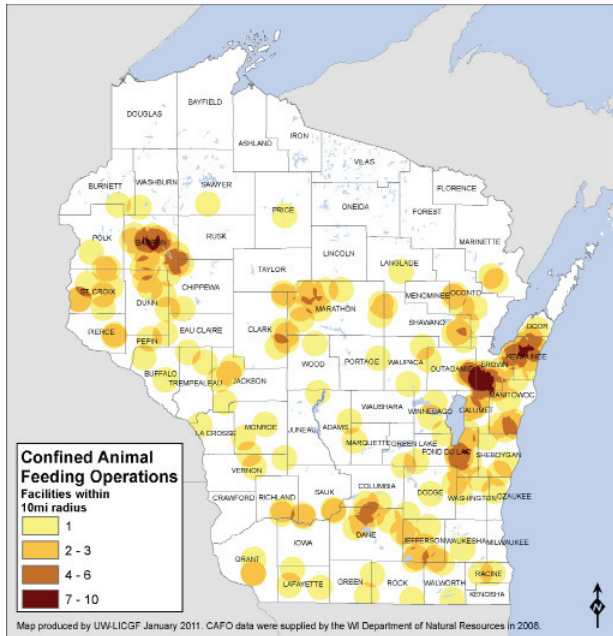 DOUGLAS
BAYFIELD
ASHLAND
IRON
VILAS
BURNETT
WASHBURN
SAWYER
FLORENCE
PRICE
ONEIDA
FOREST
POLK
BARRON
RUSK
MARINETTE
LINCOLN
LANGLADE
TAYLOR
ST. CROIX
DUNN
CHIPPEWA
MENOMINEE
OCONTO
MARATHON
DOOR
PIERCE
CLARK
SHAWANO
EAU CLAIRE
PEPIN
KEWAUNEE
WOOD
PORTAGE
WAUPACA
OUTAGAMIE
BROWN
BUFFALO
TREMPEALEAU
JACKSON
MANITOWOC
WAUSHARA
WINNEBAGO
CALUMET
MONROE
JUNEAU
ADAMS
LA CROSSE
MARQUETTE
GREEN LAKE
FOND DU LAC
SHEBOYGAN
VERNON
COLUMBIA
DODGE
WASHINGTON
OZAUKEE
CRAWFORD
RICHLAND
SAUK
IOWA
DANE
JEFFERSON
WAUKESHA
MILWAUKEE
GRANT
LAFAYETTE
GREEN
ROCK
WALWORTH
RACINE
KENOSHA
Confined Animal
Feeding Operations
Facilities within
10mi radius
1
2 - 3
4 - 6
7 - 10
N
Map produced by UW-LICGF January 2011. CAFO data were supplied by the WI Department of Natural Resources in 2008.